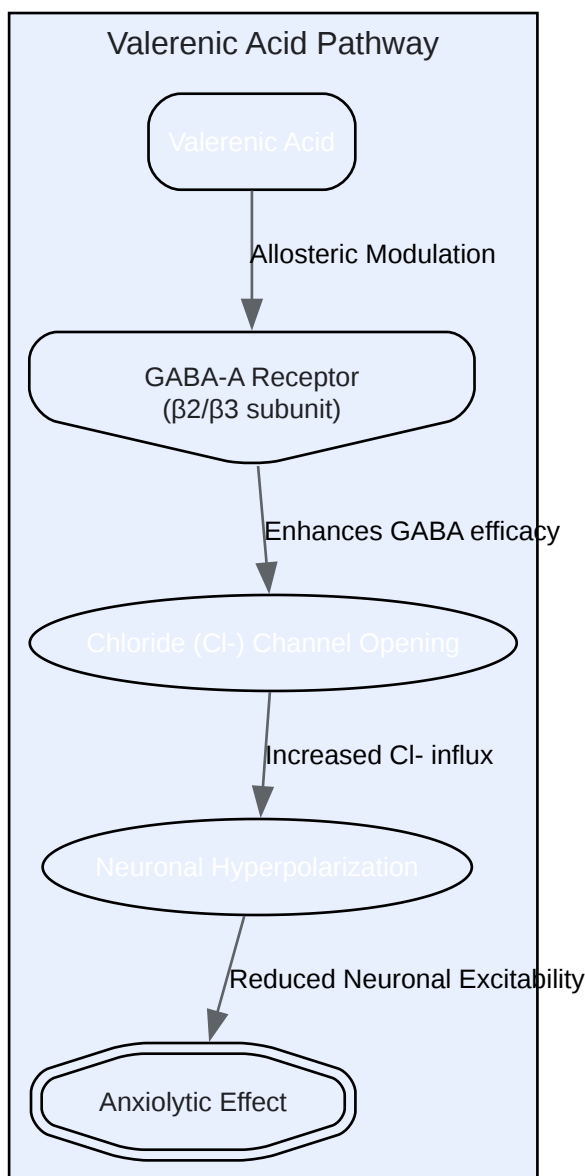 Valerenic Acid Pathway
Valerenic Acid
Allosteric Modulation
GABA-A Receptor
(β2/β3 subunit)
Enhances GABA efficacy
Chloride (Cl-) Channel Opening
Increased Cl- influx
Neuronal Hyperpolarization
Reduced Neuronal Excitability
Anxiolytic Effect